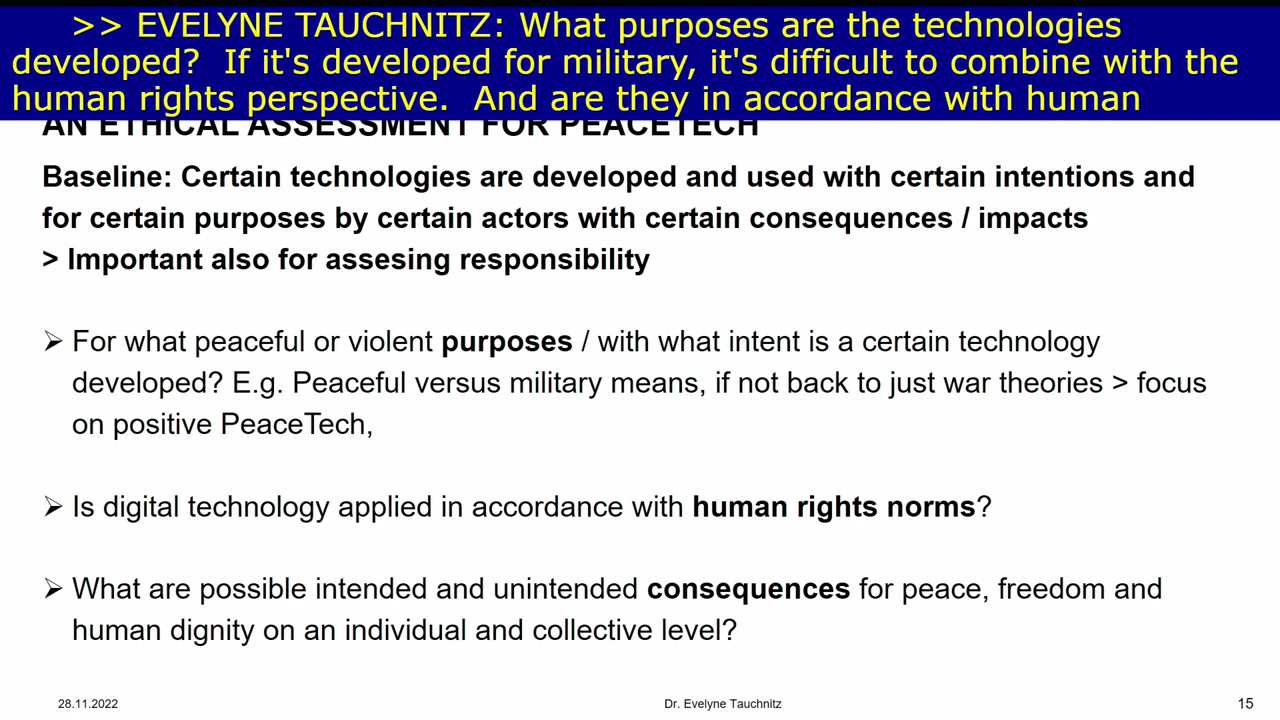 >> EVELYNE TAUCHNITZ: What purposes are the technologies
developed? If it's developed for military, it's difficult to combine with the
human rights perspective. And are they in accordance with human
AN ETHICAL ASSESSMENT FOR PEACETECH
Baseline: Certain technologies are developed and used with certain intentions and
for certain purposes by certain actors with certain consequences / impacts
> Important also for assesing responsibility
➢ For what peaceful or violent purposes / with what intent is a certain technology
developed? E.g. Peaceful versus military means, if not back to just war theories > focus
on positive PeaceTech,
➢ Is digital technology applied in accordance with human rights norms?
➢ What are possible intended and unintended consequences for peace, freedom and
human dignity on an individual and collective level?
28.11.2022
Dr. Evelyne Tauchnitz
15